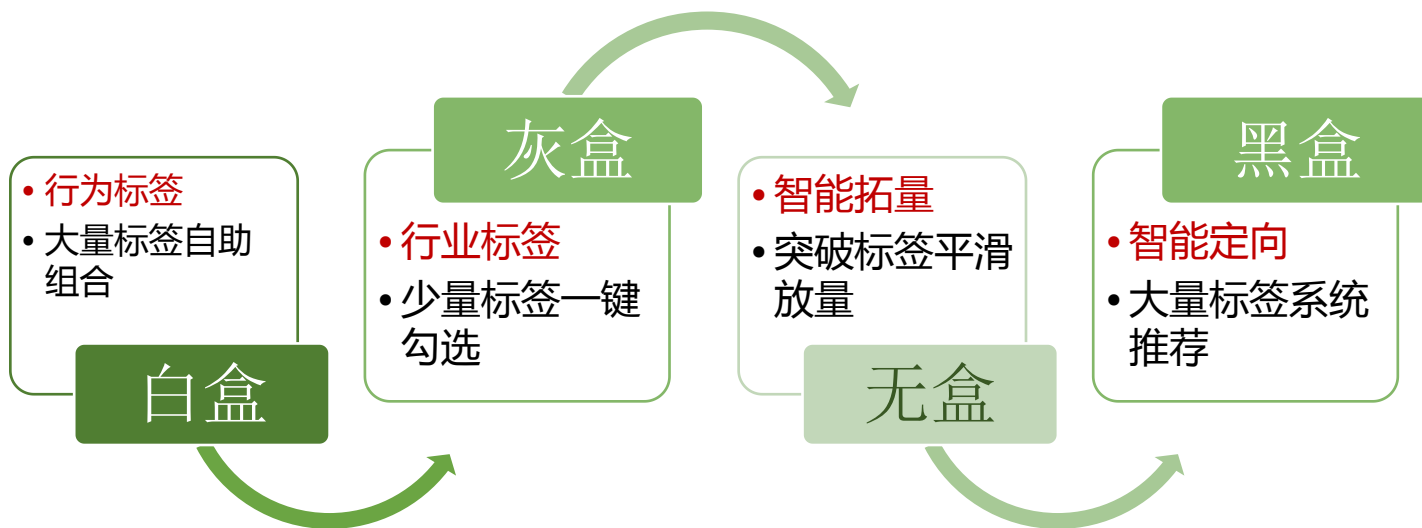 • 行为标签
• 大量标签自助
组合
白盒
灰盒
• 行业标签
• 少量标签一键
勾选
• 智能拓量
• 突破标签平滑
放量
无盒
黑盒
• 智能定向
• 大量标签系统
推荐